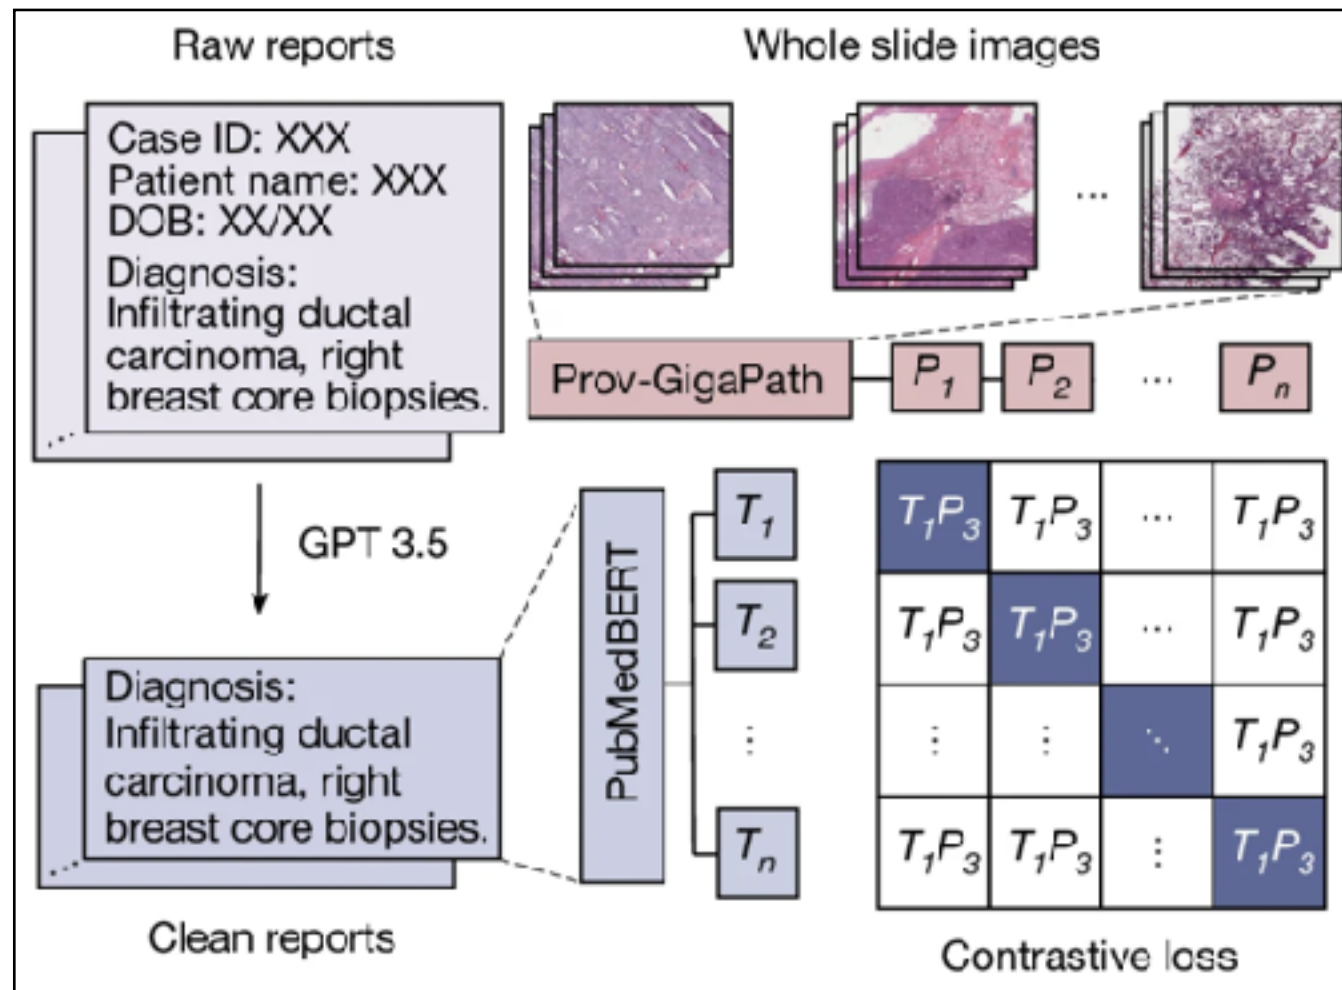 Raw reports
Case ID: XXX
Patient name: XXX
DOB: XX/XX
Diagnosis:
Infiltrating ductal
carcinoma, right
breast core biopsies.
GPT 3.5
Diagnosis:
Infiltrating ductal
carcinoma, right
breast core biopsies.
Clean reports
Whole slide images
...
Prov-GigaPath
P1 P2 ... Pn
PubMedBERT
T1
T2
⋮
Tn
T1P3 T1P3 ... T1P3
T1P3 T1P3 ... T1P3
⋮ ⋮ ⋱ T1P3
T1P3 T1P3 ⋮ T1P3
Contrastive loss